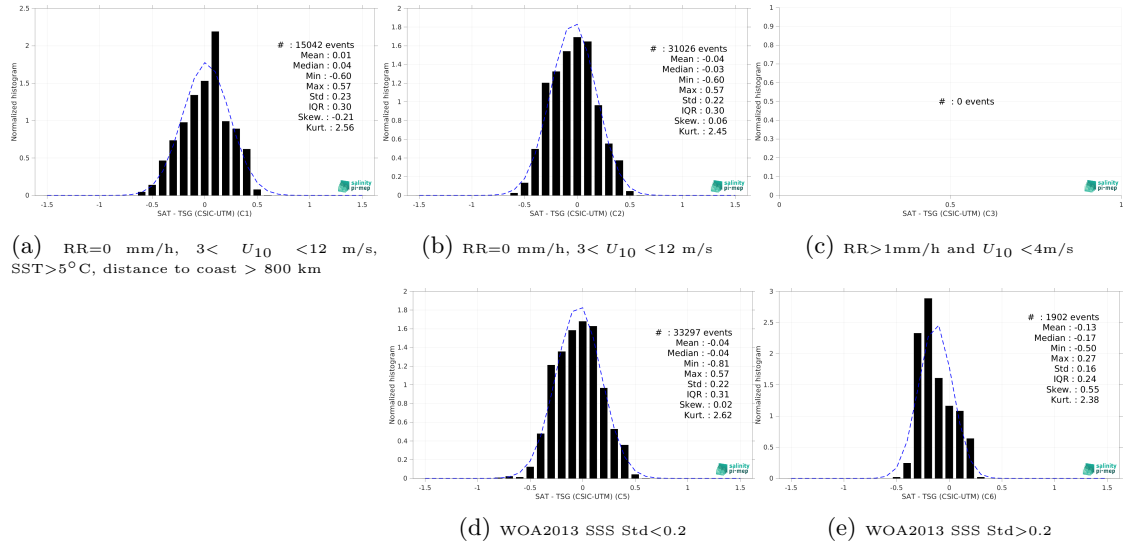 2.5
2
1.5
1
0.5
0
Normalized histogram
-1.5 -1 -0.5 0 0.5 1 1.5
SAT - TSG (CSIC-UTM) (C1)
# : 15042 events
Mean : 0.01
Median : 0.04
Min : -0.60
Max : 0.57
Std : 0.23
IQR : 0.30
Skew. : -0.21
Kurt. : 2.56
salinity
pi-mep
(a) RR=0 mm/h, 3< U10 <12 m/s,
SST>5°C, distance to coast > 800 km
2
1.8
1.6
1.4
1.2
1
0.8
0.6
0.4
0.2
0
Normalized histogram
-1.5 -1 -0.5 0 0.5 1 1.5
SAT - TSG (CSIC-UTM) (C2)
# : 31026 events
Mean : -0.04
Median : -0.03
Min : -0.60
Max : 0.57
Std : 0.22
IQR : 0.30
Skew. : 0.06
Kurt. : 2.45
salinity
pi-mep
(b) RR=0 mm/h, 3< U10 <12 m/s
1
0.9
0.8
0.7
0.6
0.5
0.4
0.3
0.2
0.1
0
Normalized histogram
0 0.5 1
SAT - TSG (CSIC-UTM) (C3)
# : 0 events
salinity
pi-mep
(c) RR>1mm/h and U10 <4m/s
2
1.8
1.6
1.4
1.2
1
0.8
0.6
0.4
0.2
0
Normalized histogram
-1.5 -1 -0.5 0 0.5 1 1.5
SAT - TSG (CSIC-UTM) (C5)
# : 33297 events
Mean : -0.04
Median : -0.04
Min : -0.81
Max : 0.57
Std : 0.22
IQR : 0.31
Skew. : 0.02
Kurt. : 2.62
salinity
pi-mep
(d) WOA2013 SSS Std<0.2
3
2.5
2
1.5
1
0.5
0
Normalized histogram
-1.5 -1 -0.5 0 0.5 1 1.5
SAT - TSG (CSIC-UTM) (C6)
# : 1902 events
Mean : -0.13
Median : -0.17
Min : -0.50
Max : 0.27
Std : 0.16
IQR : 0.24
Skew. : 0.55
Kurt. : 2.38
salinity
pi-mep
(e) WOA2013 SSS Std>0.2